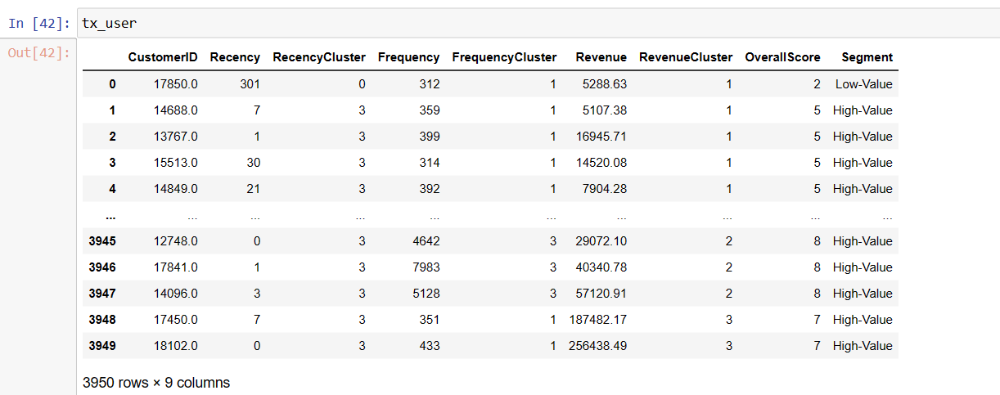 In [42]: tx_user
Out[42]:
CustomerID Recency RecencyCluster Frequency FrequencyCluster Revenue RevenueCluster OverallScore Segment
0 17850.0 301 0 312 1 5288.63 1 2 Low-Value
1 14688.0 7 3 359 1 5107.38 1 5 High-Value
2 13767.0 1 3 399 1 16945.71 1 5 High-Value
3 15513.0 30 3 314 1 14520.08 1 5 High-Value
4 14849.0 21 3 392 1 7904.28 1 5 High-Value
... ... ... ... ... ... ... ... ... ...
3945 12748.0 0 3 4642 3 29072.10 2 8 High-Value
3946 17841.0 1 3 7983 3 40340.78 2 8 High-Value
3947 14096.0 3 3 5128 3 57120.91 2 8 High-Value
3948 17450.0 7 3 351 1 187482.17 3 7 High-Value
3949 18102.0 0 3 433 1 256438.49 3 7 High-Value
3950 rows × 9 columns